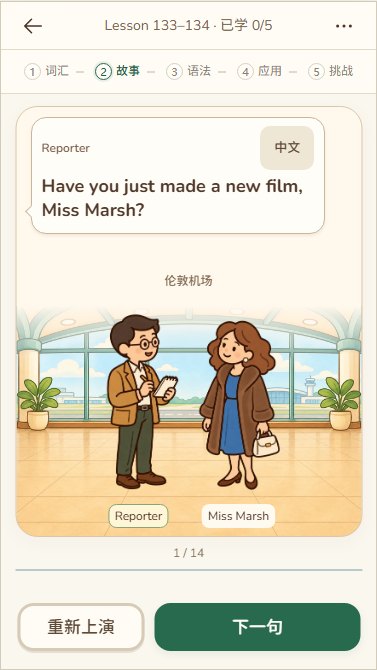 Lesson 133–134 · 已学 0/5
1 词汇 – 2 故事 – 3 语法 – 4 应用 – 5 挑战
Reporter
中文
Have you just made a new film,
Miss Marsh?
伦敦机场
Reporter
Miss Marsh
1 / 14
重新上演
下一句